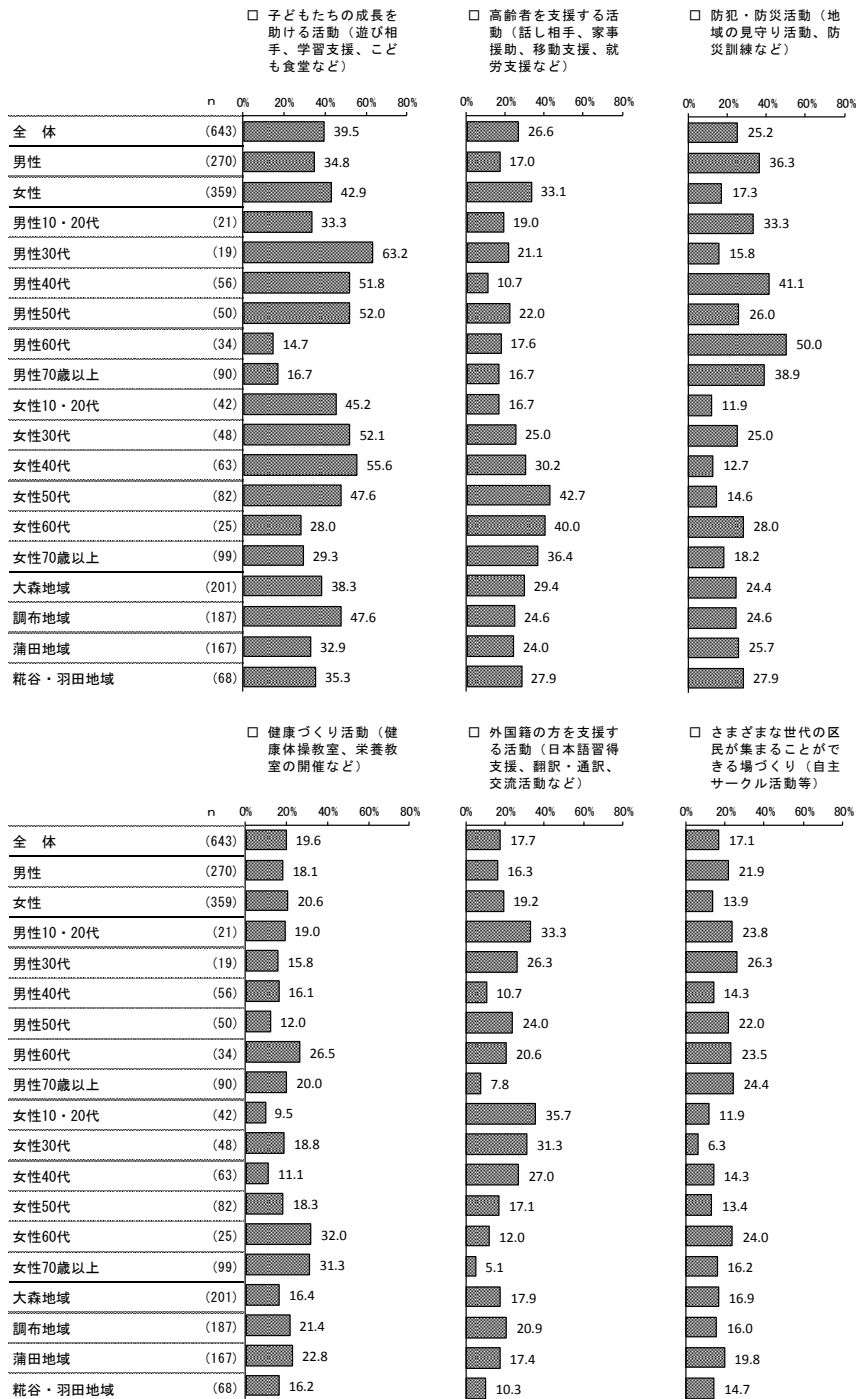 □ 子どもたちの成長を
助ける活動（遊び相
手、学習支援、こど
も食堂など）
□ 高齢者を支援する活
動（話し相手、家事
援助、移動支援、就
労支援など）
□ 防犯・防災活動（地
域の見守り活動、防
災訓練など）
n 0% 20% 40% 60% 80% 0% 20% 40% 60% 80% 0% 20% 40% 60% 80%
全 体 (643) 39.5 26.6 25.2
男性 (270) 34.8 17.0 36.3
女性 (359) 42.9 33.1 17.3
男性10・20代 (21) 33.3 19.0 33.3
男性30代 (19) 63.2 21.1 15.8
男性40代 (56) 51.8 10.7 41.1
男性50代 (50) 52.0 22.0 26.0
男性60代 (34) 14.7 17.6 50.0
男性70歳以上 (90) 16.7 16.7 38.9
女性10・20代 (42) 45.2 16.7 11.9
女性30代 (48) 52.1 25.0 25.0
女性40代 (63) 55.6 30.2 12.7
女性50代 (82) 47.6 42.7 14.6
女性60代 (25) 28.0 40.0 28.0
女性70歳以上 (99) 29.3 36.4 18.2
大森地域 (201) 38.3 29.4 24.4
調布地域 (187) 47.6 24.6 24.6
蒲田地域 (167) 32.9 24.0 25.7
糀谷・羽田地域 (68) 35.3 27.9 27.9
□ 健康づくり活動（健
康体操教室、栄養教
室の開催など）
□ 外国籍の方を支援す
る活動（日本語習得
支援、翻訳・通訳、
交流活動など）
□ さまざまな世代の区
民が集まることがで
きる場づくり（自主
サークル活動等）
n 0% 20% 40% 60% 80% 0% 20% 40% 60% 80% 0% 20% 40% 60% 80%
全 体 (643) 19.6 17.7 17.1
男性 (270) 18.1 16.3 21.9
女性 (359) 20.6 19.2 13.9
男性10・20代 (21) 19.0 33.3 23.8
男性30代 (19) 15.8 26.3 26.3
男性40代 (56) 16.1 10.7 14.3
男性50代 (50) 12.0 24.0 22.0
男性60代 (34) 26.5 20.6 23.5
男性70歳以上 (90) 20.0 7.8 24.4
女性10・20代 (42) 9.5 35.7 11.9
女性30代 (48) 18.8 31.3 6.3
女性40代 (63) 11.1 27.0 14.3
女性50代 (82) 18.3 17.1 13.4
女性60代 (25) 32.0 12.0 24.0
女性70歳以上 (99) 31.3 5.1 16.2
大森地域 (201) 16.4 17.9 16.9
調布地域 (187) 21.4 20.9 16.0
蒲田地域 (167) 22.8 17.4 19.8
糀谷・羽田地域 (68) 16.2 10.3 14.7